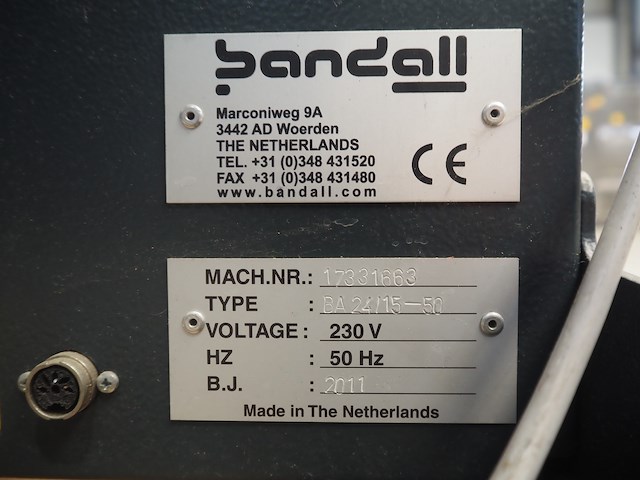 bandall
Marconiweg 9A
3442 AD Woerden
THE NETHERLANDS
TEL. +31 (0)348 431520
FAX +31 (0)348 431480
www.bandall.com
CE
MACH.NR.: 17331663
TYPE : BA 24/15-50
VOLTAGE : 230 V
HZ : 50 Hz
B.J. : 2011
Made in The Netherlands